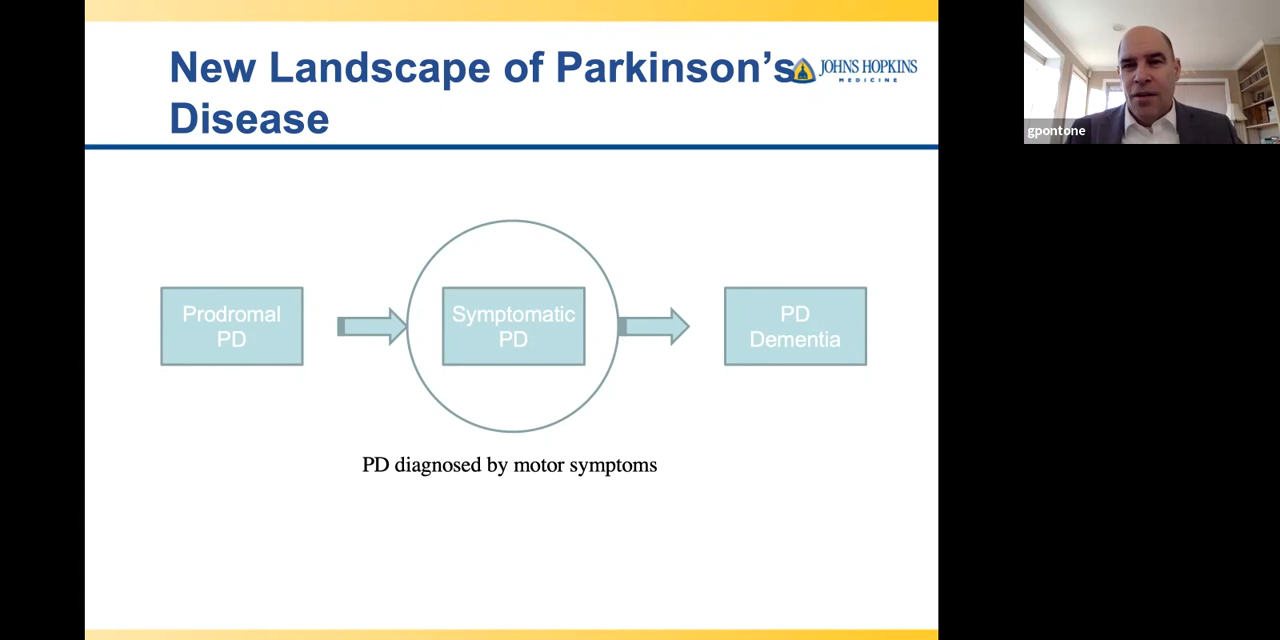 New Landscape of Parkinson's
Disease
JOHNS HOPKINS
MEDICINE
gpontone
Prodromal
PD
Symptomatic
PD
PD
Dementia
PD diagnosed by motor symptoms